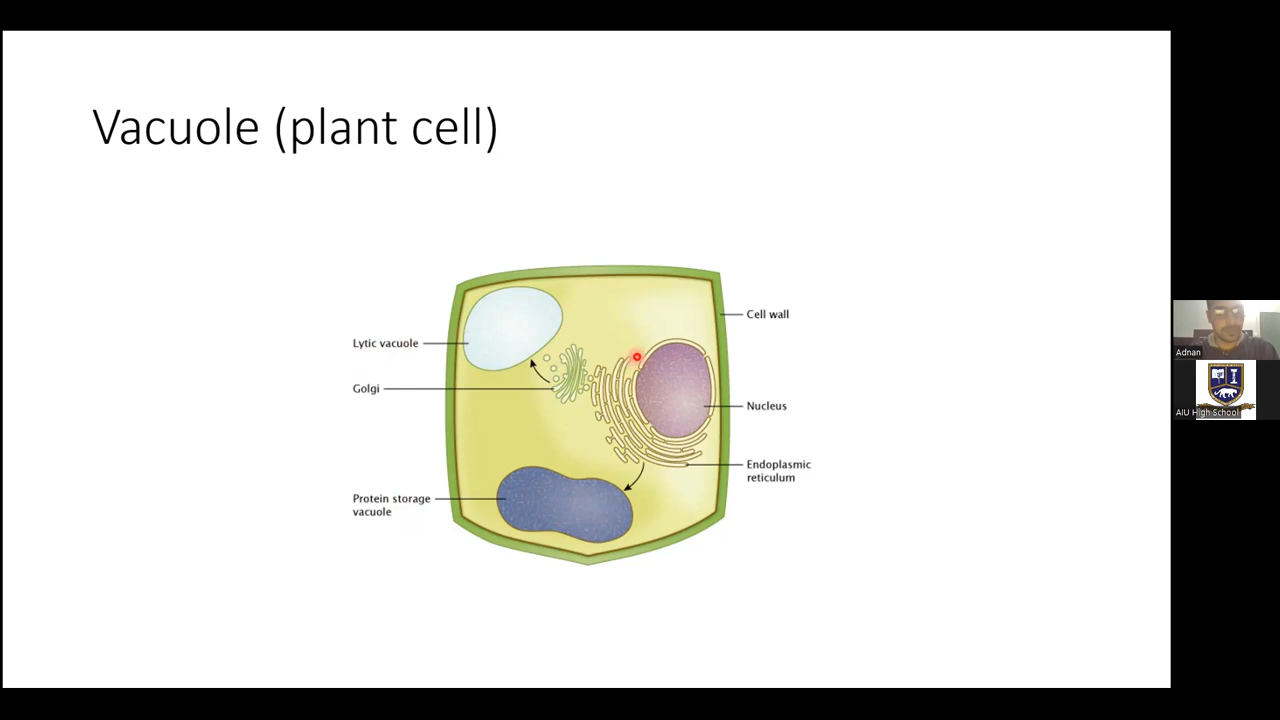 Vacuole (plant cell)
Cell wall
Lytic vacuole
Golgi
Nucleus
Endoplasmic
reticulum
Protein storage
vacuole
Adnan
AIU High School